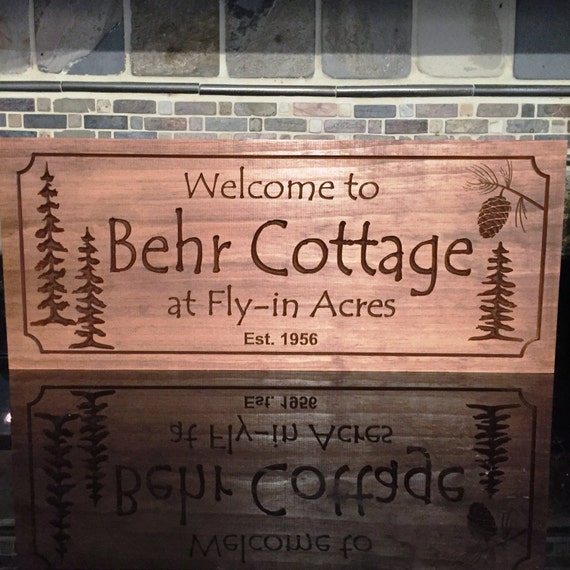 Welcome to
Behr Cottage
at Fly-in Acres
Est. 1956